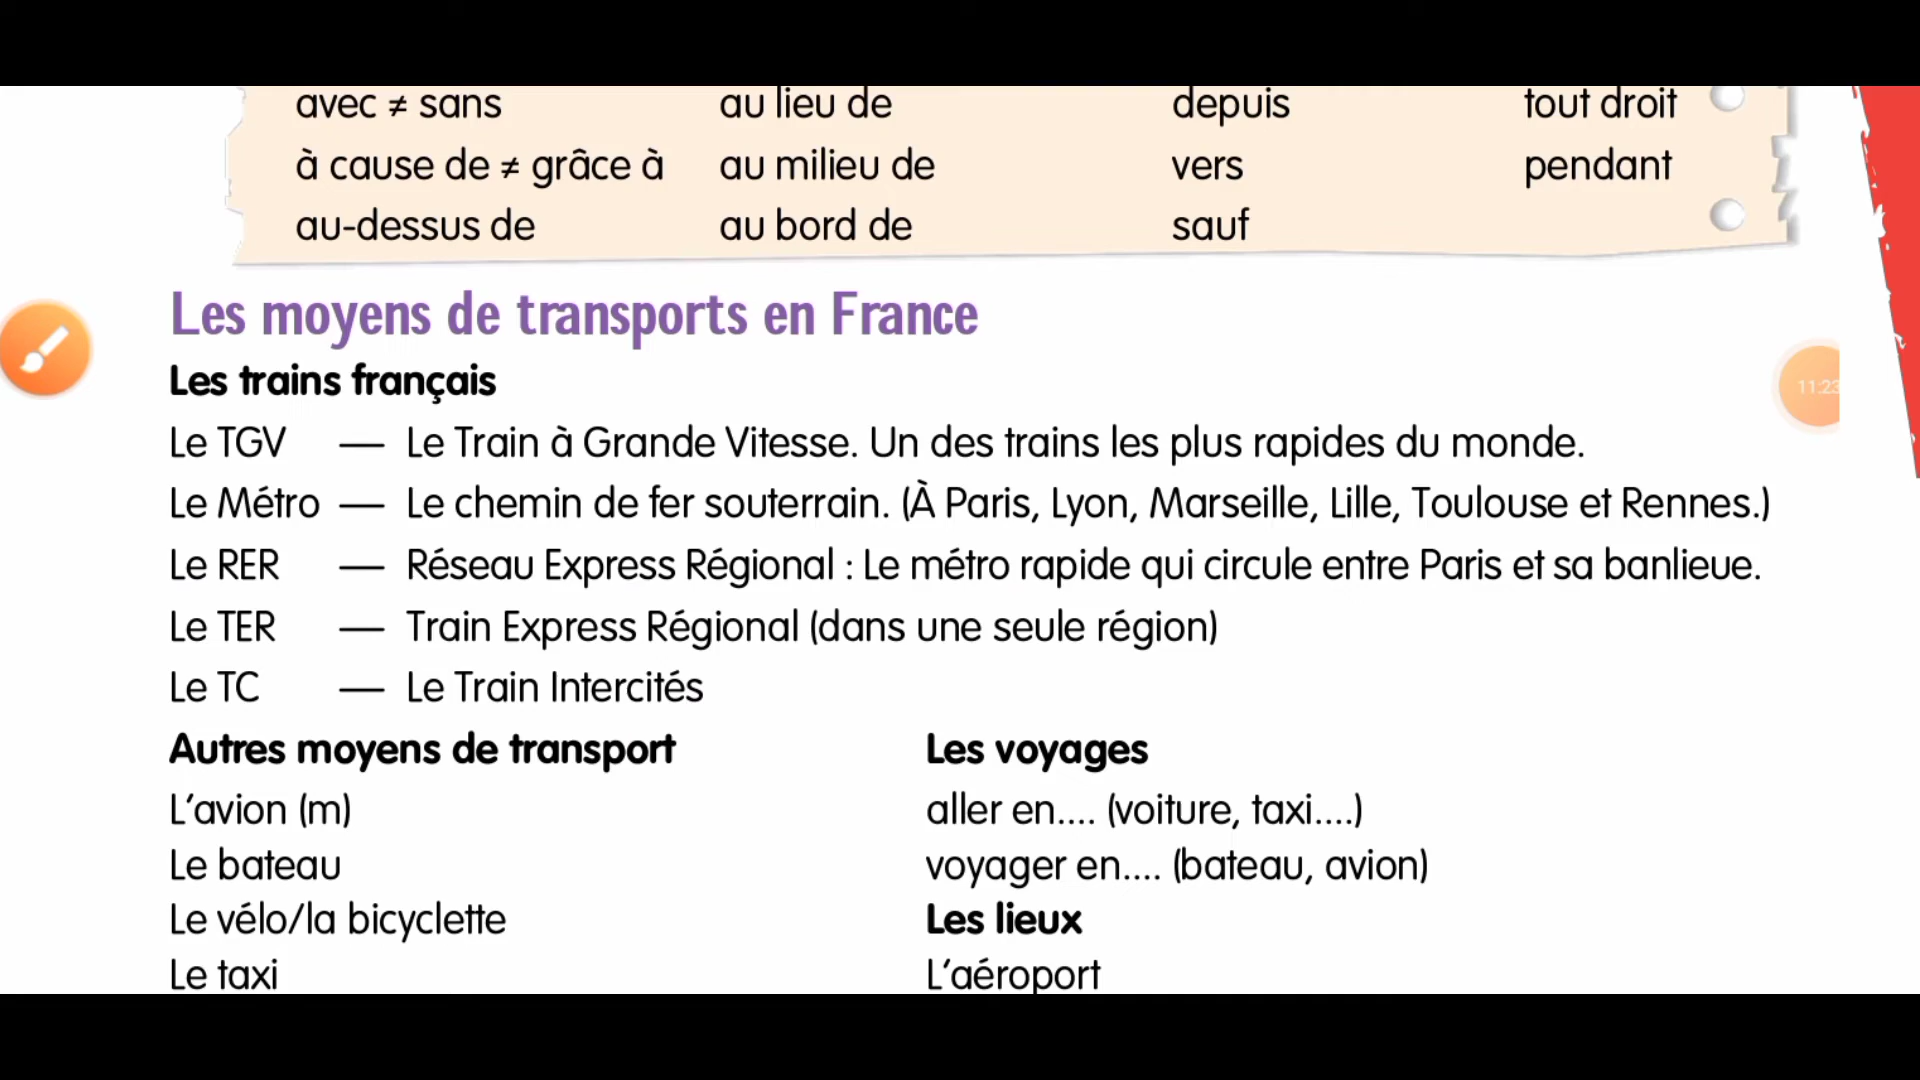 avec ≠ sans au lieu de depuis tout droit
à cause de ≠ grâce à au milieu de vers pendant
au-dessus de au bord de sauf
Les moyens de transports en France
Les trains français
Le TGV — Le Train à Grande Vitesse. Un des trains les plus rapides du monde.
Le Métro — Le chemin de fer souterrain. (À Paris, Lyon, Marseille, Lille, Toulouse et Rennes.)
Le RER — Réseau Express Régional : Le métro rapide qui circule entre Paris et sa banlieue.
Le TER — Train Express Régional (dans une seule région)
Le TC — Le Train Intercités
Autres moyens de transport
L'avion (m)
Le bateau
Le vélo/la bicyclette
Le taxi
Les voyages
aller en.... (voiture, taxi....)
voyager en.... (bateau, avion)
Les lieux
L'aéroport
11:23